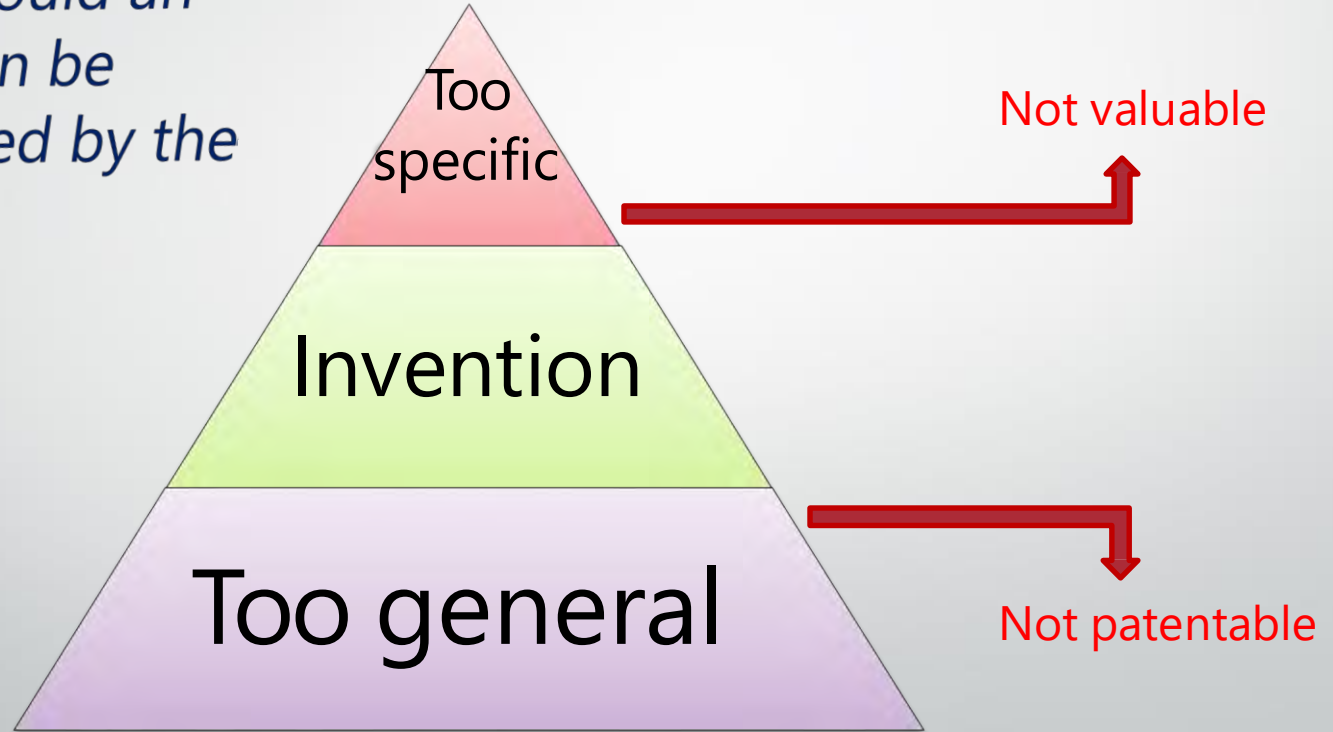 n be
ed by the
Too
specific
Not valuable
Invention
Too general
Not patentable